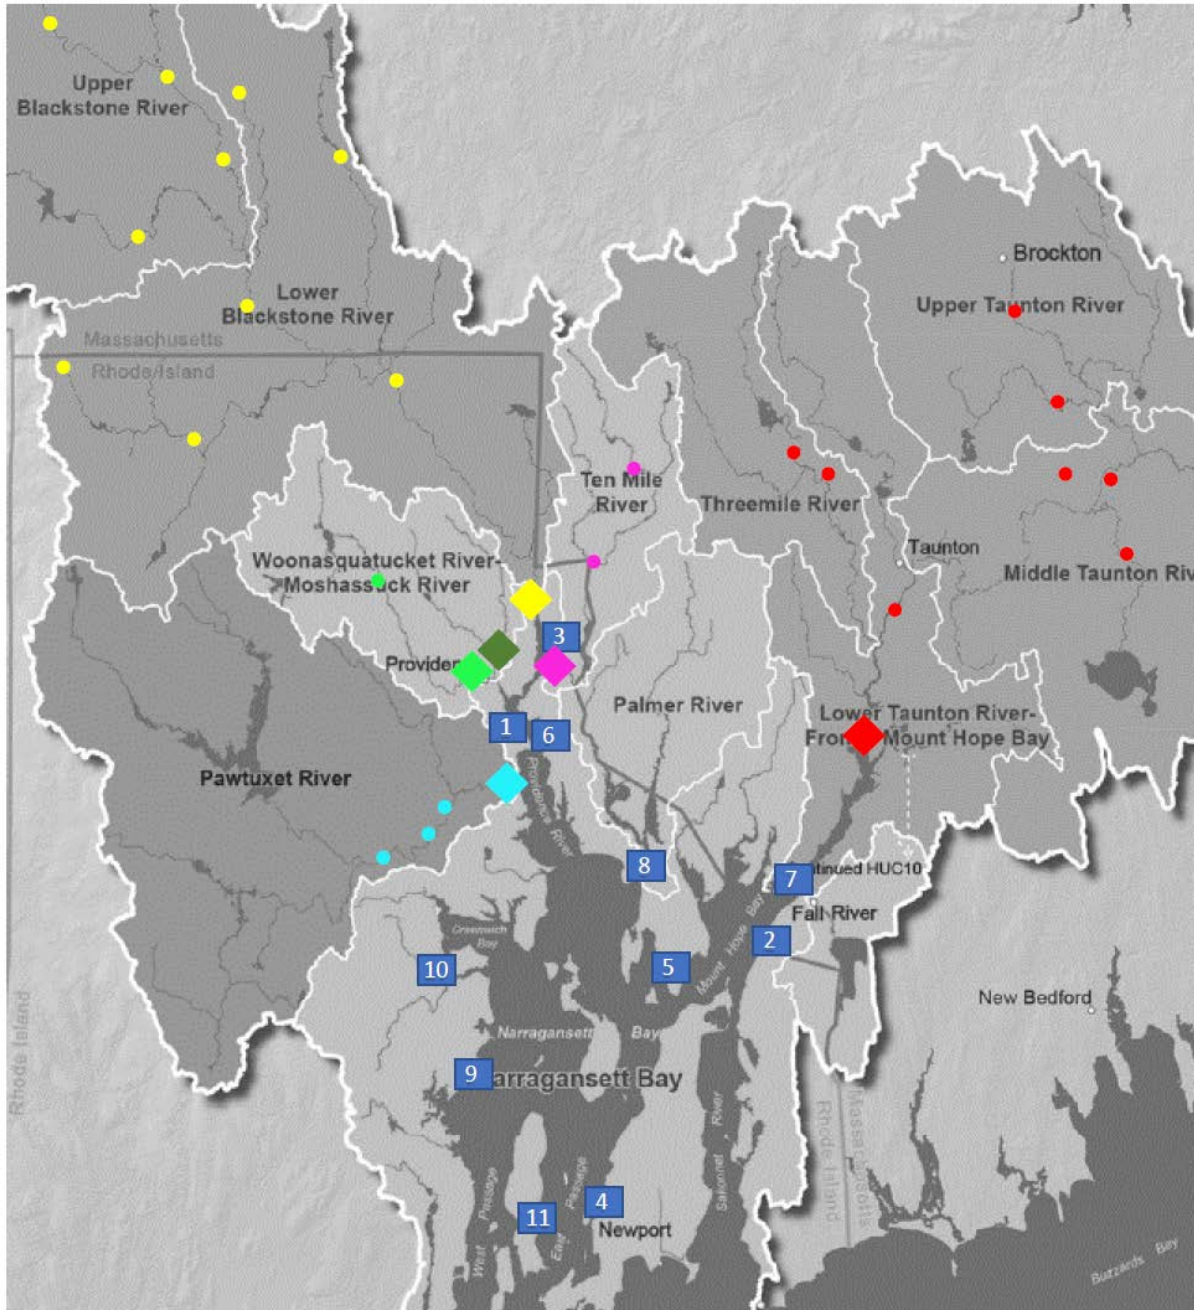 Upper
Blackstone River
Brockton
Upper Taunton River
Lower
Blackstone River
Massachusetts
Rhode/Island
Ten Mile
River
Threemile River
Taunton
Middle Taunton Riv
Woonasquatucket River-
Moshassuck River
3
Providen
Palmer River
Lower Taunton River-
Mount Hope Bay
1
6
Pawtuxet River
Providence River
8
7
ntinued HUC10
Fall River
Mount Hope Bay
2
Greenwich
Bay
10
5
New Bedford
Rhode Island
Narragansett Bay
9
arragansett Bay
Sakonnet River
Rhode Island
Massachusetts
West Passage
East Passage
4
11
Newport
Buzzards Bay